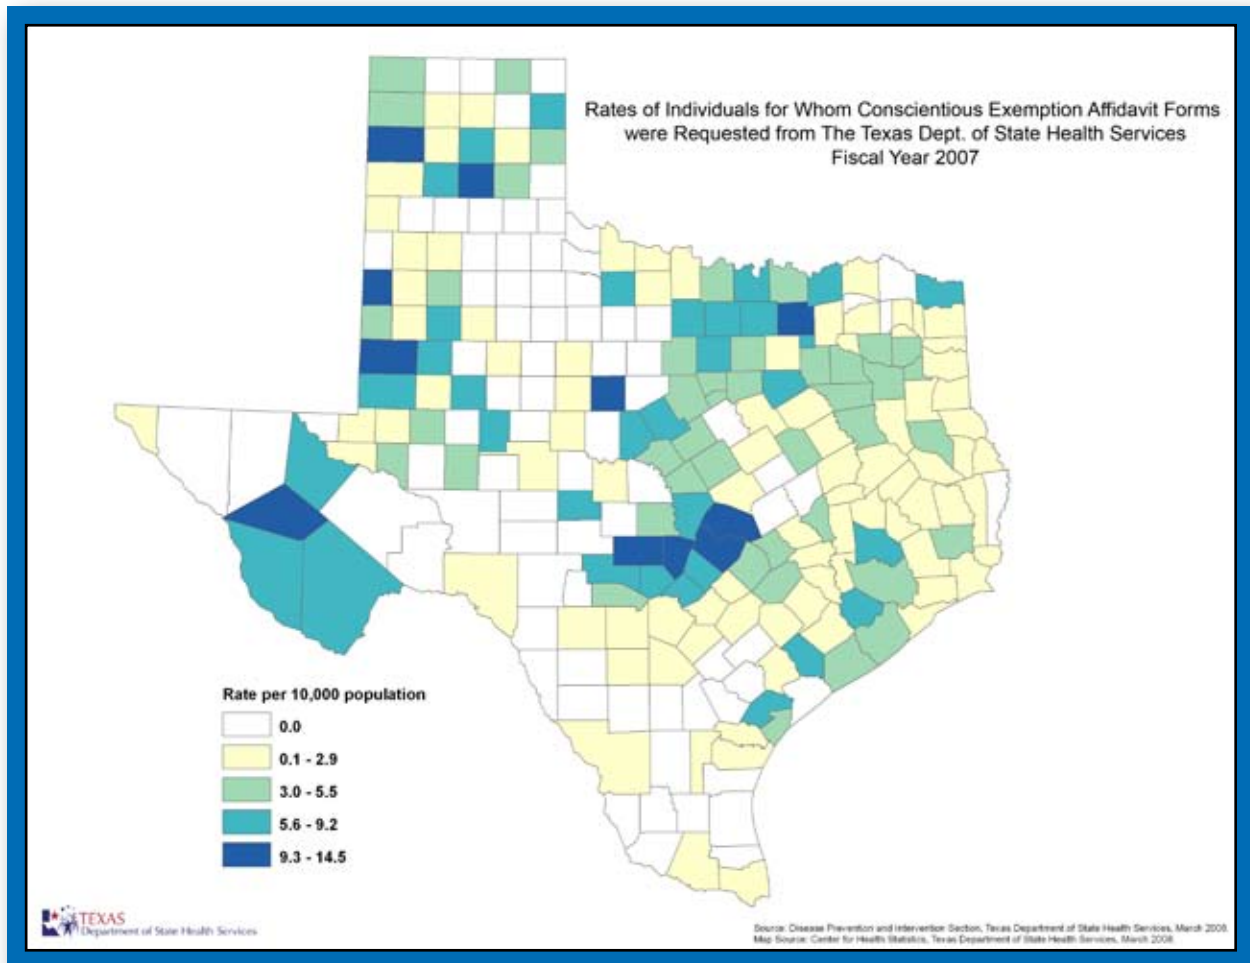 Rates of Individuals for Whom Conscientious Exemption Affidavit Forms
were Requested from The Texas Dept. of State Health Services
Fiscal Year 2007
Rate per 10,000 population
0.0
0.1 - 2.9
3.0 - 5.5
5.6 - 9.2
9.3 - 14.5
TEXAS
Department of State Health Services
Source: Disease Prevention and Intervention Section, Texas Department of State Health Services, March 2008.
Map Source: Center for Health Statistics, Texas Department of State Health Services, March 2008.